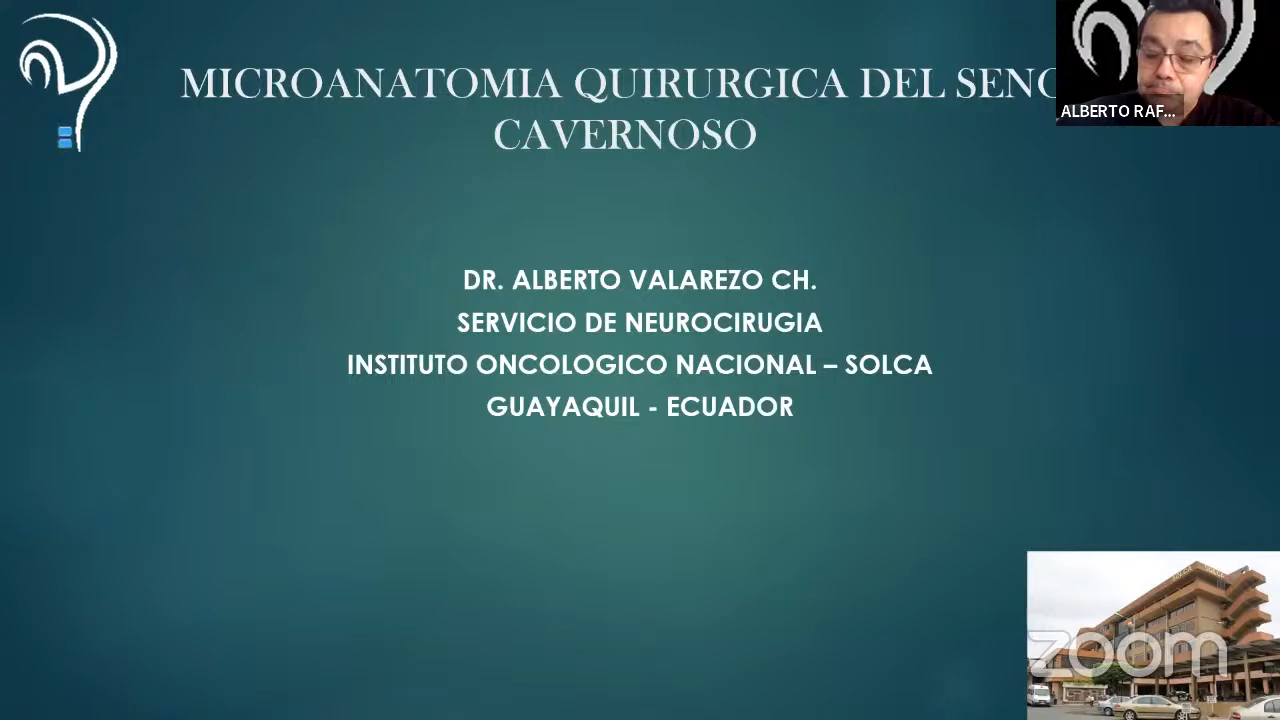 MICROANATOMIA QUIRURGICA DEL SENO
CAVERNOSO
ALBERTO RAF...
DR. ALBERTO VALAREZO CH.
SERVICIO DE NEUROCIRUGIA
INSTITUTO ONCOLOGICO NACIONAL – SOLCA
GUAYAQUIL - ECUADOR
zoom